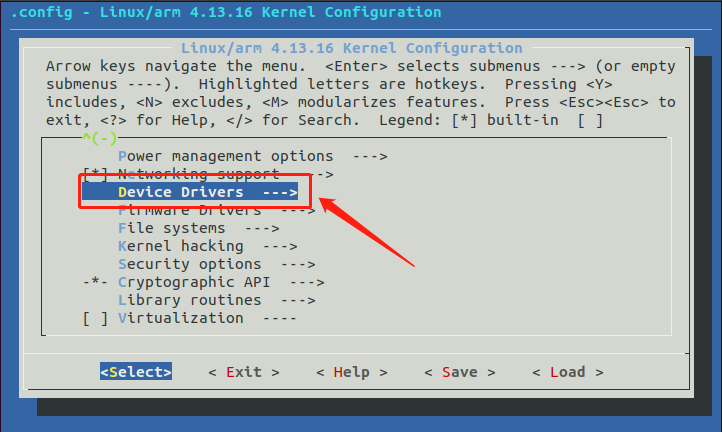 .config - Linux/arm 4.13.16 Kernel Configuration
Linux/arm 4.13.16 Kernel Configuration
Arrow keys navigate the menu.  <Enter> selects submenus ---> (or empty
submenus ----).  Highlighted letters are hotkeys.  Pressing <Y>
includes, <N> excludes, <M> modularizes features.  Press <Esc><Esc> to
exit, <?> for Help, </> for Search.  Legend: [*] built-in  [ ]
^(-)
Power management options  --->
[*] Networking support  --->
Device Drivers  --->
Firmware Drivers  --->
File systems  --->
Kernel hacking  --->
Security options  --->
-*- Cryptographic API  --->
Library routines  --->
[ ] Virtualization  ----
<Select>    < Exit >    < Help >    < Save >    < Load >